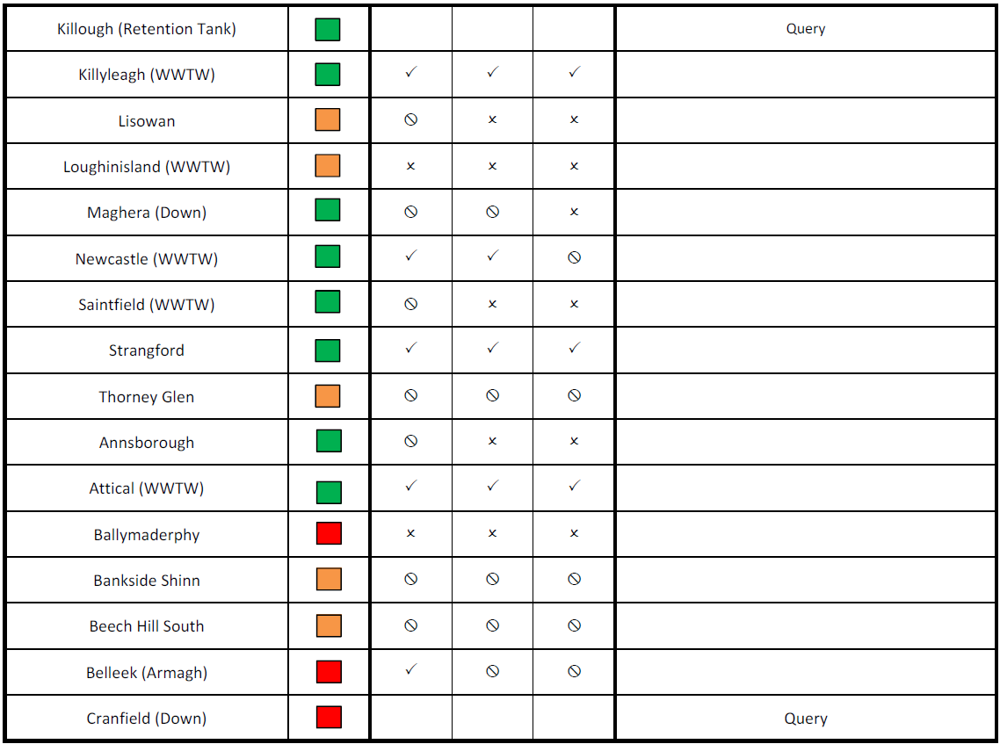 Killough (Retention Tank) Query
Killyleagh (WWTW) ✓ ✓ ✓
Lisowan 🛇 x x
Loughinisland (WWTW) x x x
Maghera (Down) 🛇 🛇 x
Newcastle (WWTW) ✓ ✓ 🛇
Saintfield (WWTW) 🛇 x x
Strangford ✓ ✓ ✓
Thorney Glen 🛇 🛇 🛇
Annsborough 🛇 x x
Attical (WWTW) ✓ ✓ ✓
Ballymaderphy x x x
Bankside Shinn 🛇 🛇 🛇
Beech Hill South 🛇 🛇 🛇
Belleek (Armagh) ✓ 🛇 🛇
Cranfield (Down) Query